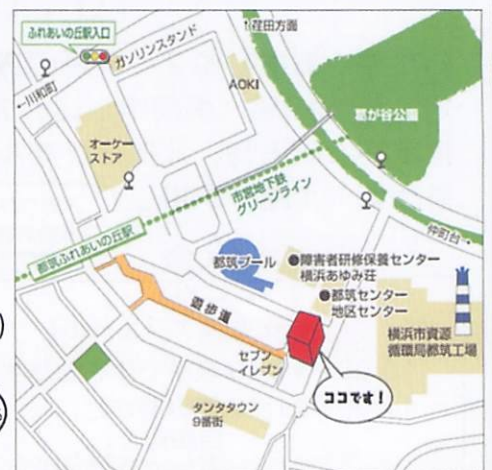 ふれあいの丘駅入口
↑荏田方面
ガソリンスタンド
←川和町
AOKI
葛が谷公園
オーケー
ストア
市営地下鉄
グリーンライン
仲町台→
都筑ふれあいの丘駅
都筑プール
●障害者研修保養センター
横浜あゆみ荘
●都筑センター
地区センター
遊歩道
横浜市資源
循環局都筑工場
セブン
イレブン
ココです!
タンタタウン
9番街